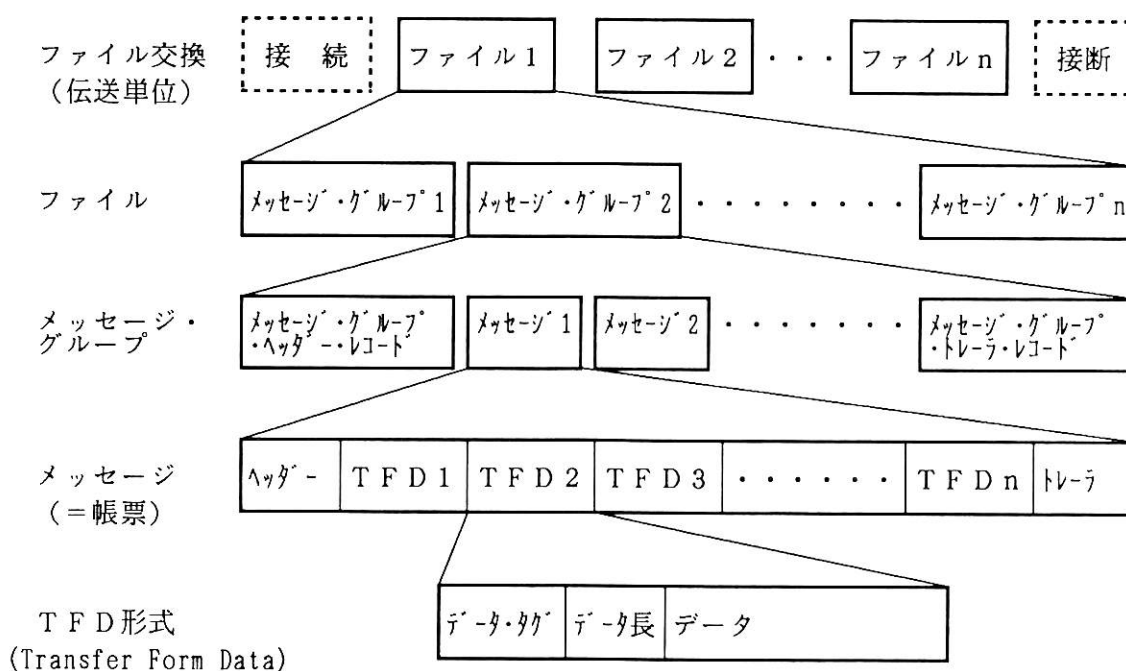 ファイル交換 接 続 ファイル1 ファイル2 ・・・ ファイルn 接断
（伝送単位）
ファイル ﾒｯｾｰｼﾞ・ｸﾞﾙｰﾌﾟ1 ﾒｯｾｰｼﾞ・ｸﾞﾙｰﾌﾟ2 ・・・・・・・・ ﾒｯｾｰｼﾞ・ｸﾞﾙｰﾌﾟn
メッセージ・ ﾒｯｾｰｼﾞ・ｸﾞﾙｰﾌﾟ ﾒｯｾｰｼﾞ1 ﾒｯｾｰｼﾞ2 ・・・・・・・ ﾒｯｾｰｼﾞ・ｸﾞﾙｰﾌﾟ
グループ ・ﾍｯﾀﾞｰ・ﾚｺｰﾄﾞ ・ﾄﾚｰﾗ・ﾚｺｰﾄﾞ
メッセージ ﾍｯﾀﾞｰ TFD1 TFD2 TFD3 ・・・・・・ TFDn ﾄﾚｰﾗ
（＝帳票）
TFD形式 ﾃﾞｰﾀ・ﾀｸﾞ ﾃﾞｰﾀ長 データ
(Transfer Form Data)